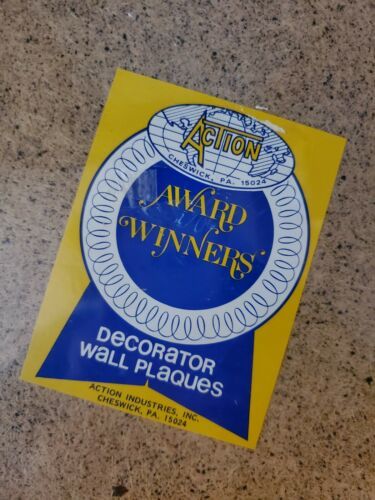 ACTION
CHESWICK, PA. 15024
AWARD
WINNERS
DECORATOR
WALL PLAQUES
ACTION INDUSTRIES, INC.
CHESWICK, PA. 15024